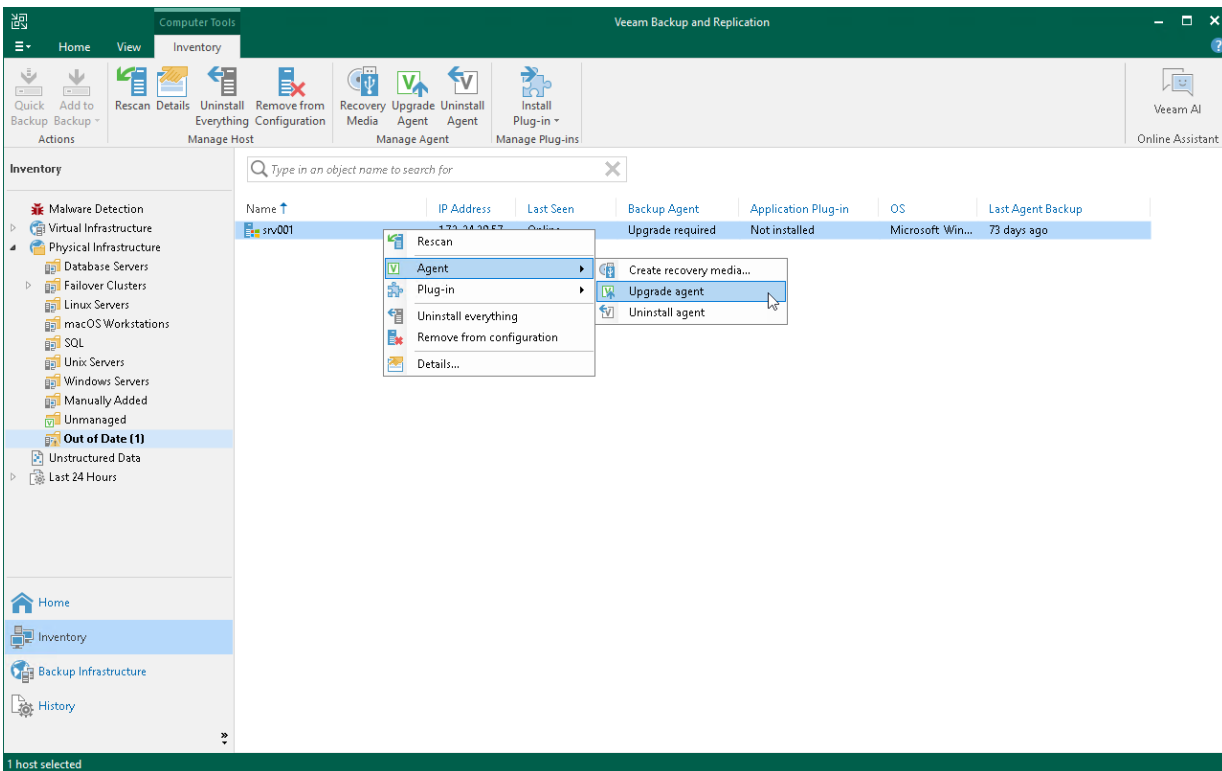 Computer Tools
Veeam Backup and Replication
Home View Inventory
Quick Backup
Add to Backup
Rescan
Details
Uninstall Everything
Remove from Configuration
Recovery Media
Upgrade Agent
Uninstall Agent
Install Plug-in
Veeam AI
Actions
Manage Host
Manage Agent
Manage Plug-ins
Online Assistant
Inventory
Type in an object name to search for
Malware Detection
Virtual Infrastructure
Physical Infrastructure
Database Servers
Failover Clusters
Linux Servers
macOS Workstations
SQL
Unix Servers
Windows Servers
Manually Added
Unmanaged
Out of Date (1)
Unstructured Data
Last 24 Hours
Name IP Address Last Seen Backup Agent Application Plug-in OS Last Agent Backup
srv001 Online Upgrade required Not installed Microsoft Win... 73 days ago
Rescan
Agent
Plug-in
Uninstall everything
Remove from configuration
Details...
Create recovery media...
Upgrade agent
Uninstall agent
Home
Inventory
Backup Infrastructure
History
1 host selected